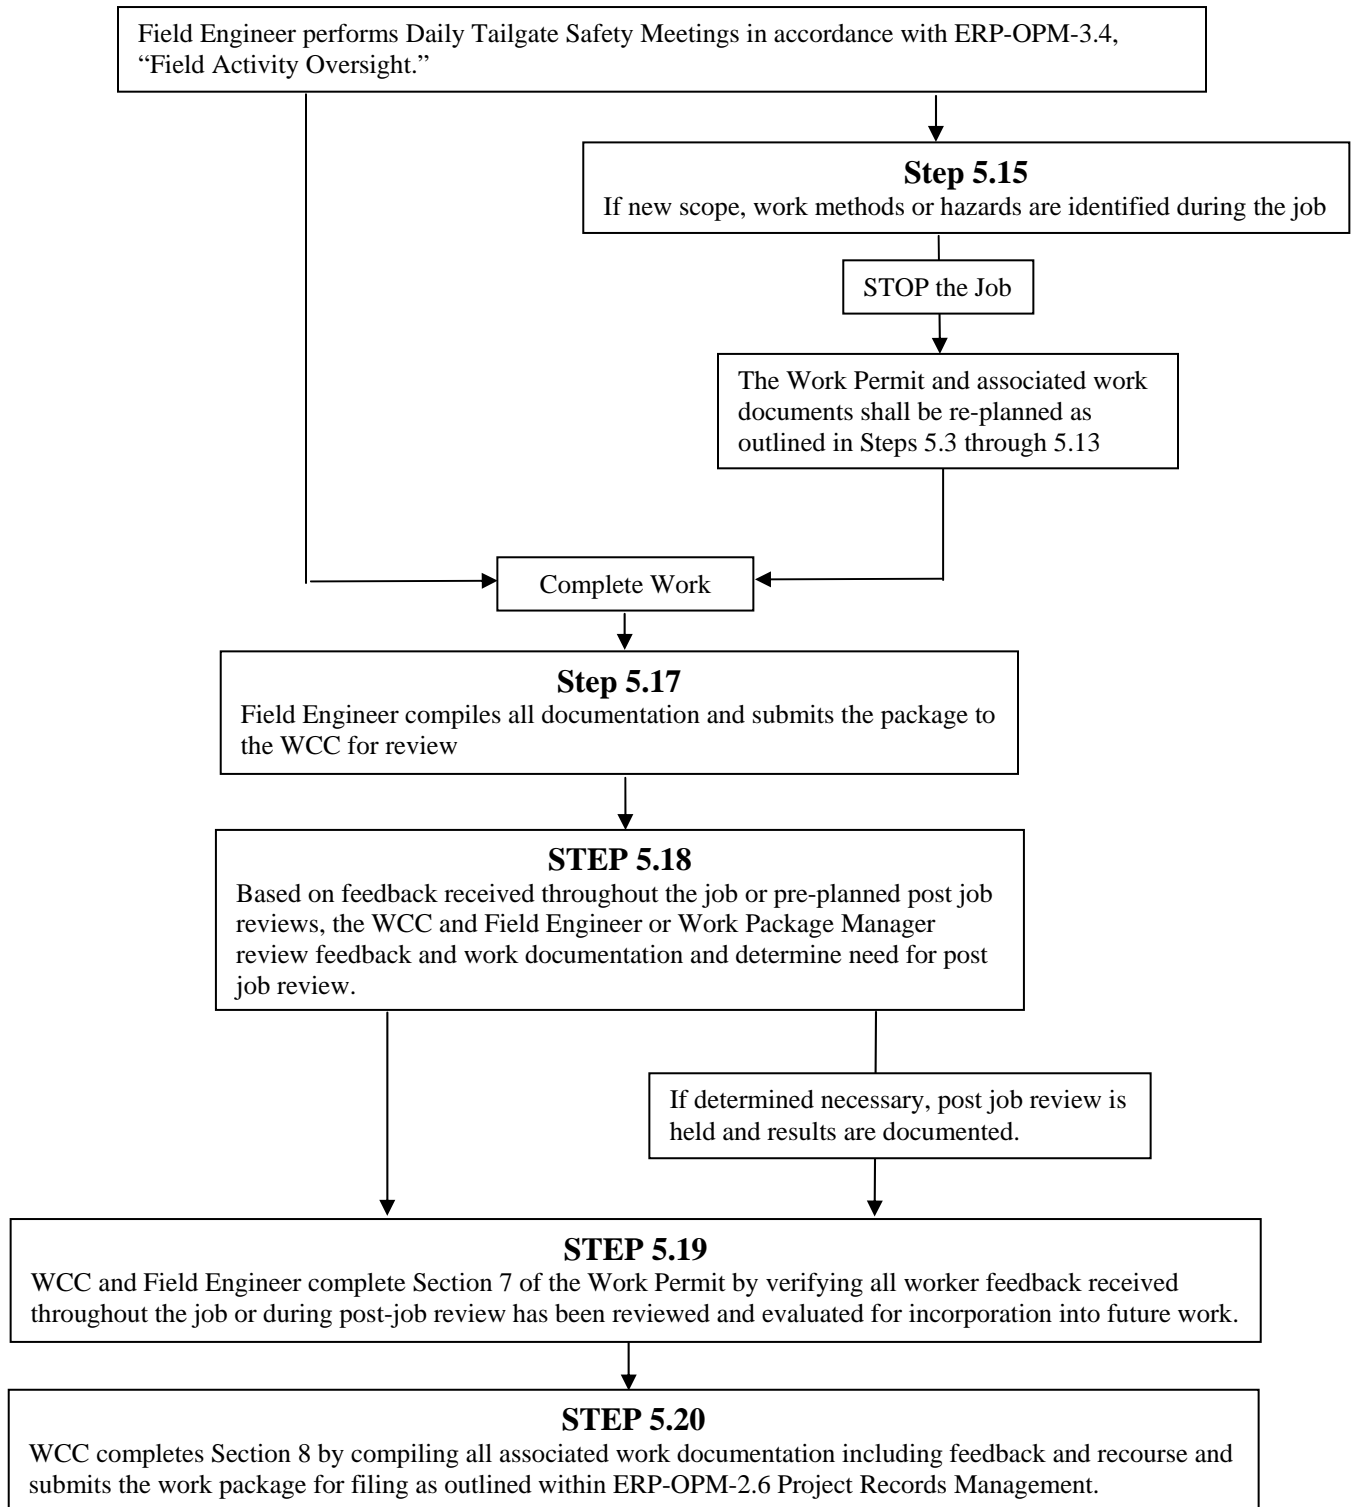 Field Engineer performs Daily Tailgate Safety Meetings in accordance with ERP-OPM-3.4,
“Field Activity Oversight.”
Step 5.15
If new scope, work methods or hazards are identified during the job
STOP the Job
The Work Permit and associated work
documents shall be re-planned as
outlined in Steps 5.3 through 5.13
Complete Work
Step 5.17
Field Engineer compiles all documentation and submits the package to
the WCC for review
STEP 5.18
Based on feedback received throughout the job or pre-planned post job
reviews, the WCC and Field Engineer or Work Package Manager
review feedback and work documentation and determine need for post
job review.
If determined necessary, post job review is
held and results are documented.
STEP 5.19
WCC and Field Engineer complete Section 7 of the Work Permit by verifying all worker feedback received
throughout the job or during post-job review has been reviewed and evaluated for incorporation into future work.
STEP 5.20
WCC completes Section 8 by compiling all associated work documentation including feedback and recourse and
submits the work package for filing as outlined within ERP-OPM-2.6 Project Records Management.